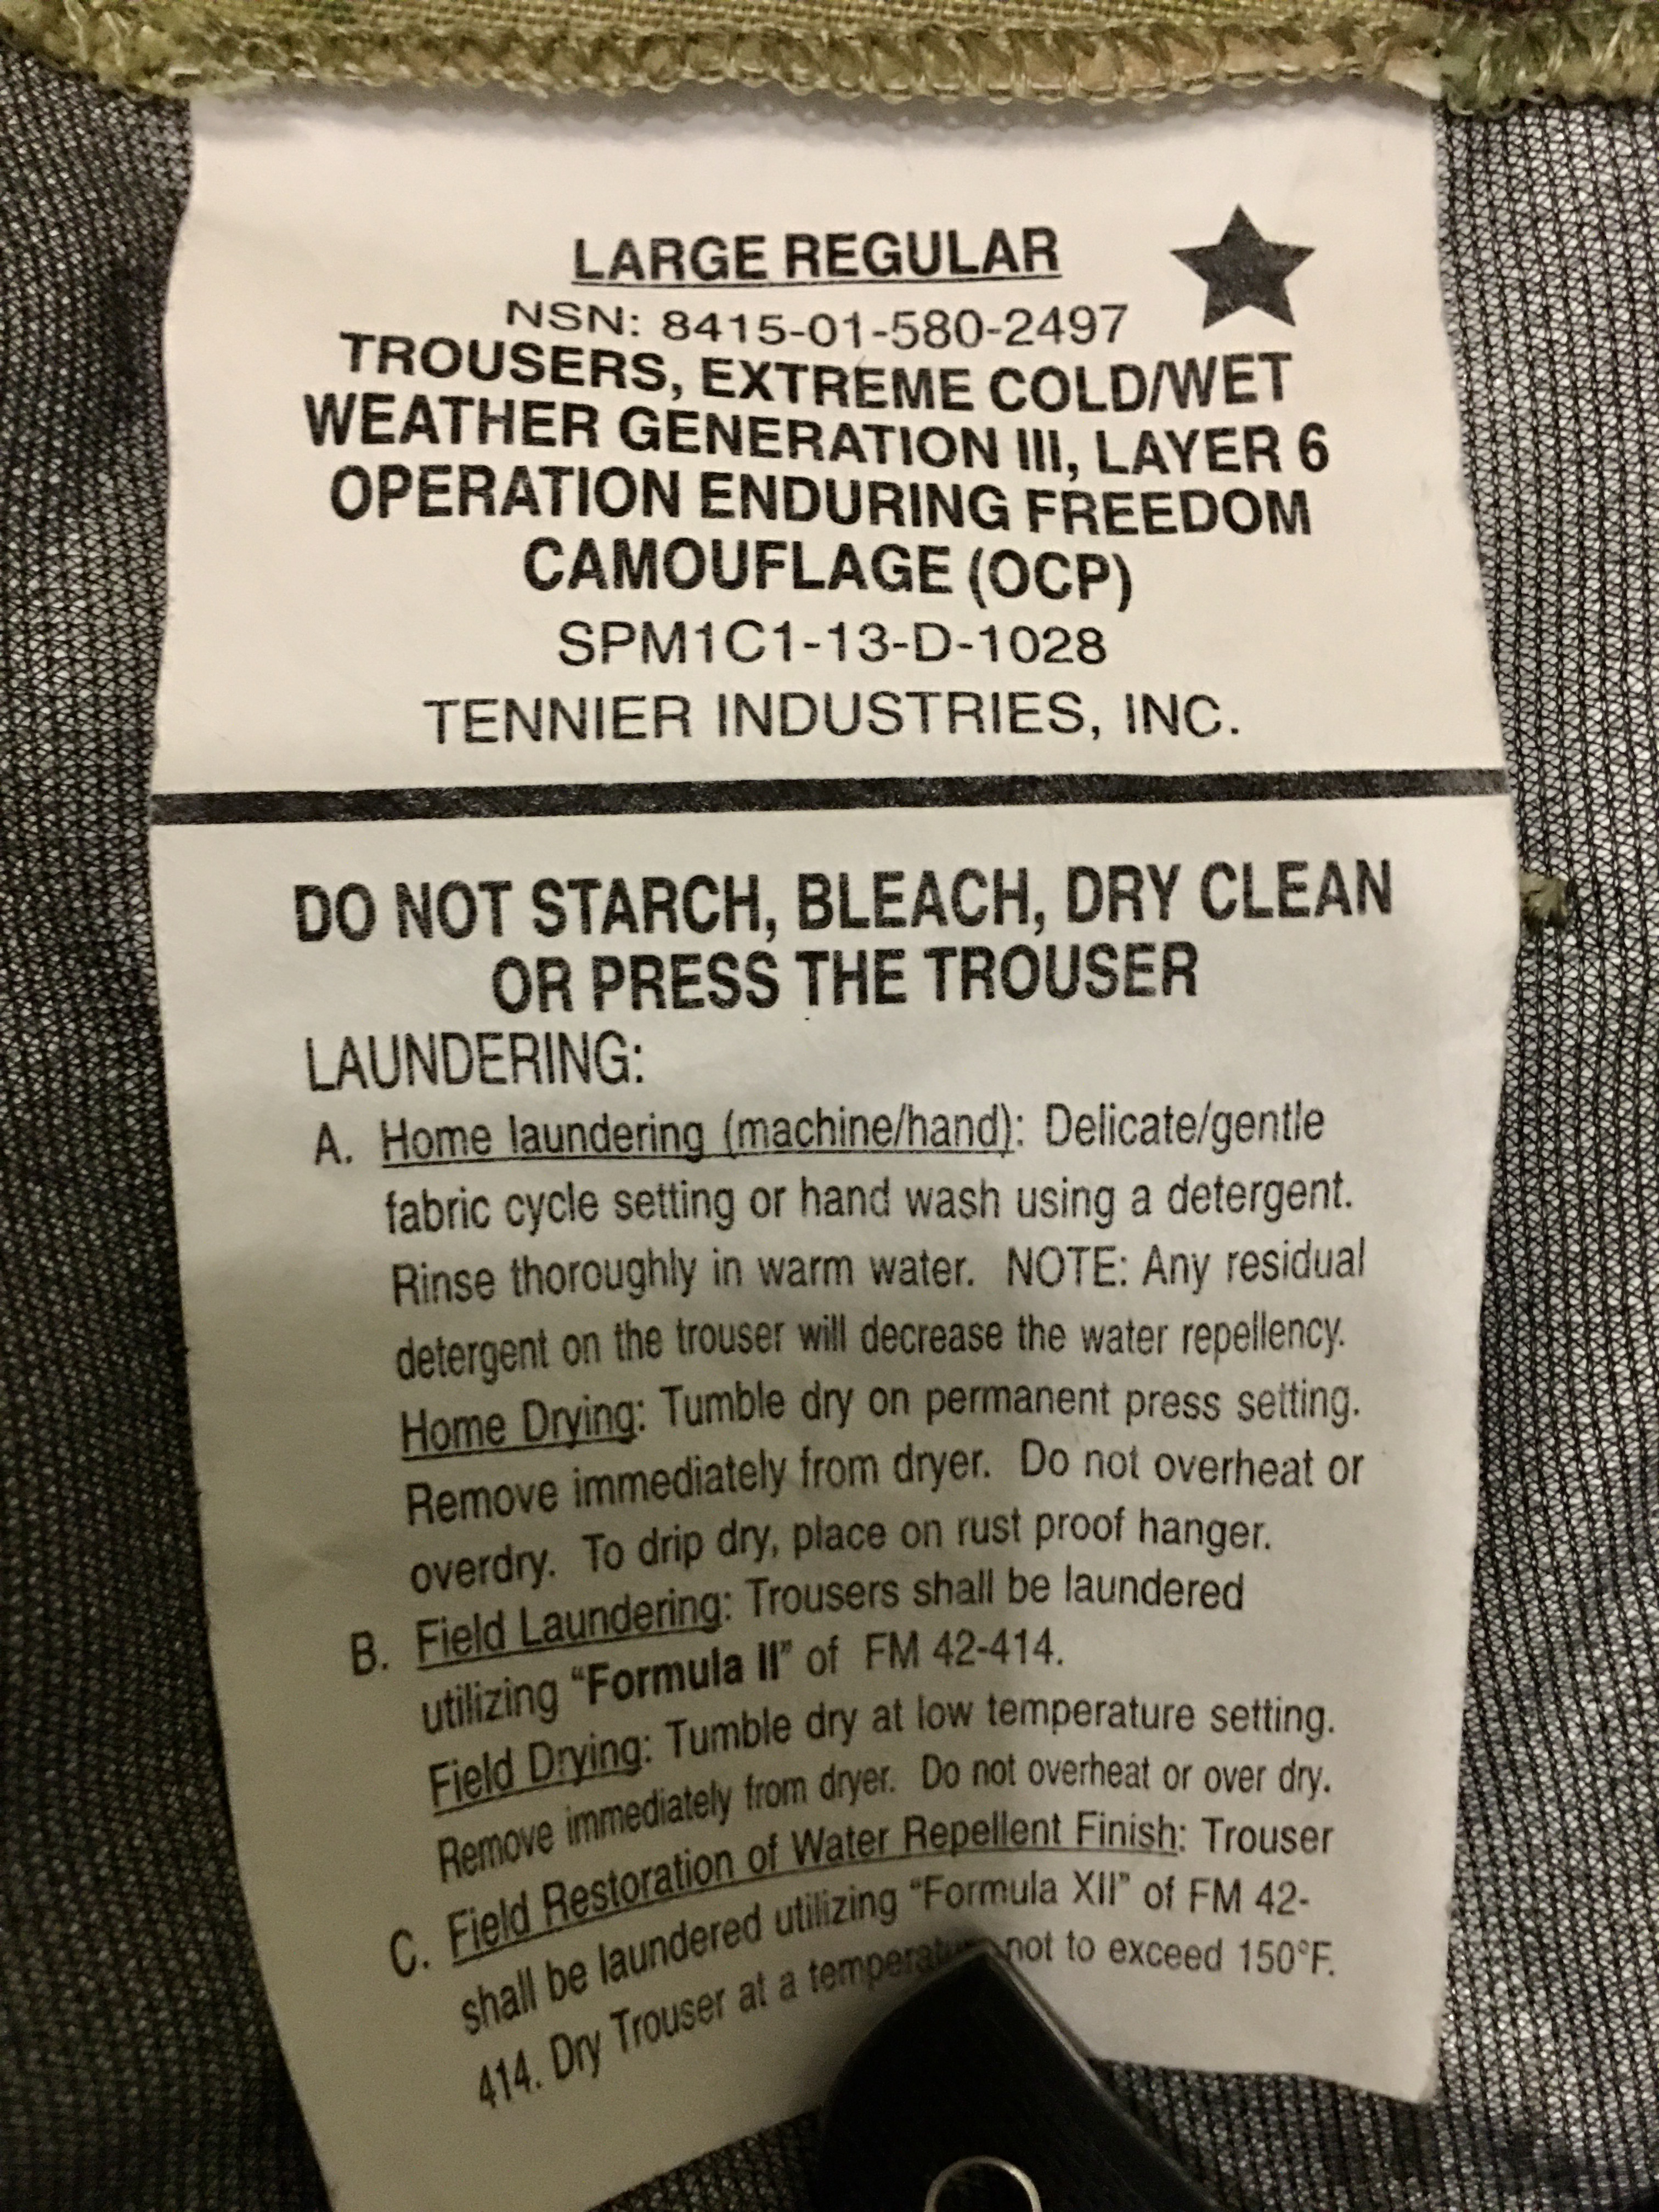 LARGE REGULAR
NSN: 8415-01-580-2497
TROUSERS, EXTREME COLD/WET
WEATHER GENERATION III, LAYER 6
OPERATION ENDURING FREEDOM
CAMOUFLAGE (OCP)
SPM1C1-13-D-1028
TENNIER INDUSTRIES, INC.
DO NOT STARCH, BLEACH, DRY CLEAN
OR PRESS THE TROUSER
LAUNDERING:
A. Home laundering (machine/hand): Delicate/gentle
fabric cycle setting or hand wash using a detergent.
Rinse thoroughly in warm water. NOTE: Any residual
detergent on the trouser will decrease the water repellency.
Home Drying: Tumble dry on permanent press setting.
Remove immediately from dryer. Do not overheat or
overdry. To drip dry, place on rust proof hanger.
B. Field Laundering: Trousers shall be laundered
utilizing “Formula II” of FM 42-414.
Field Drying: Tumble dry at low temperature setting.
Remove immediately from dryer. Do not overheat or over dry.
C. Field Restoration of Water Repellent Finish: Trouser
shall be laundered utilizing “Formula XII” of FM 42-
414. Dry Trouser at a temperature not to exceed 150°F.